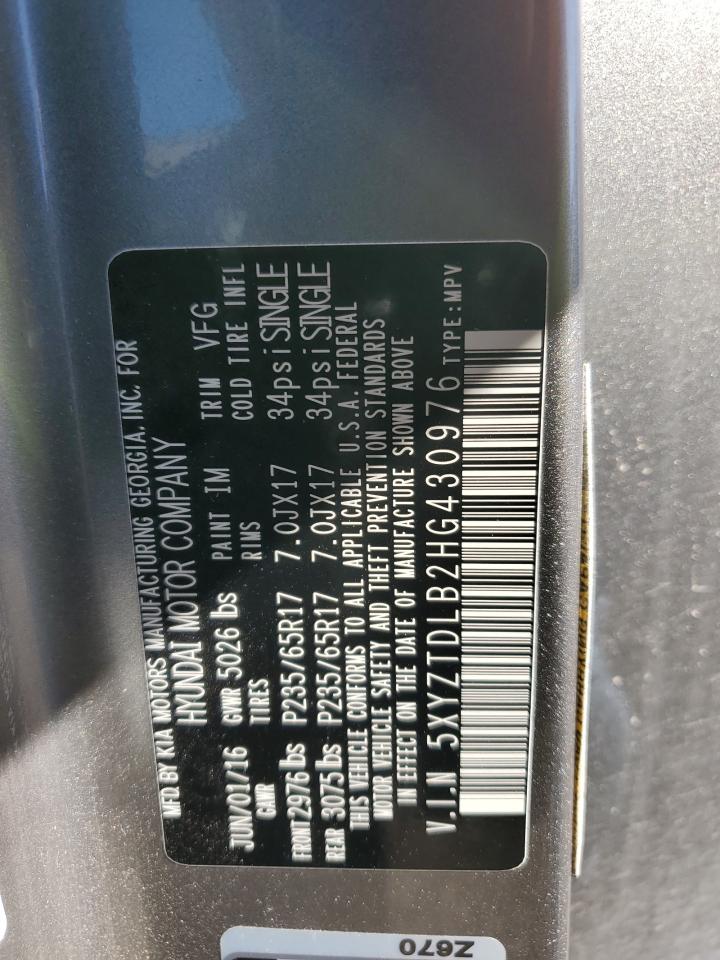 MFD. BY KIA MOTORS MANUFACTURING GEORGIA, INC. FOR
HYUNDAI MOTOR COMPANY
JUN/01/16 GVWR 5026 lbs PAINT IM TRIM VFG
GAWR TIRES RIMS COLD TIRE INFL
FRONT 2976 lbs P235/65R17 7.0JX17 34psi SINGLE
REAR 3075 lbs P235/65R17 7.0JX17 34psi SINGLE
THIS VEHICLE CONFORMS TO ALL APPLICABLE U.S.A. FEDERAL
MOTOR VEHICLE SAFETY AND THEFT PREVENTION STANDARDS
IN EFFECT ON THE DATE OF MANUFACTURE SHOWN ABOVE
V.I.N 5XYZTDLB2HG430976 TYPE:MPV
Z670